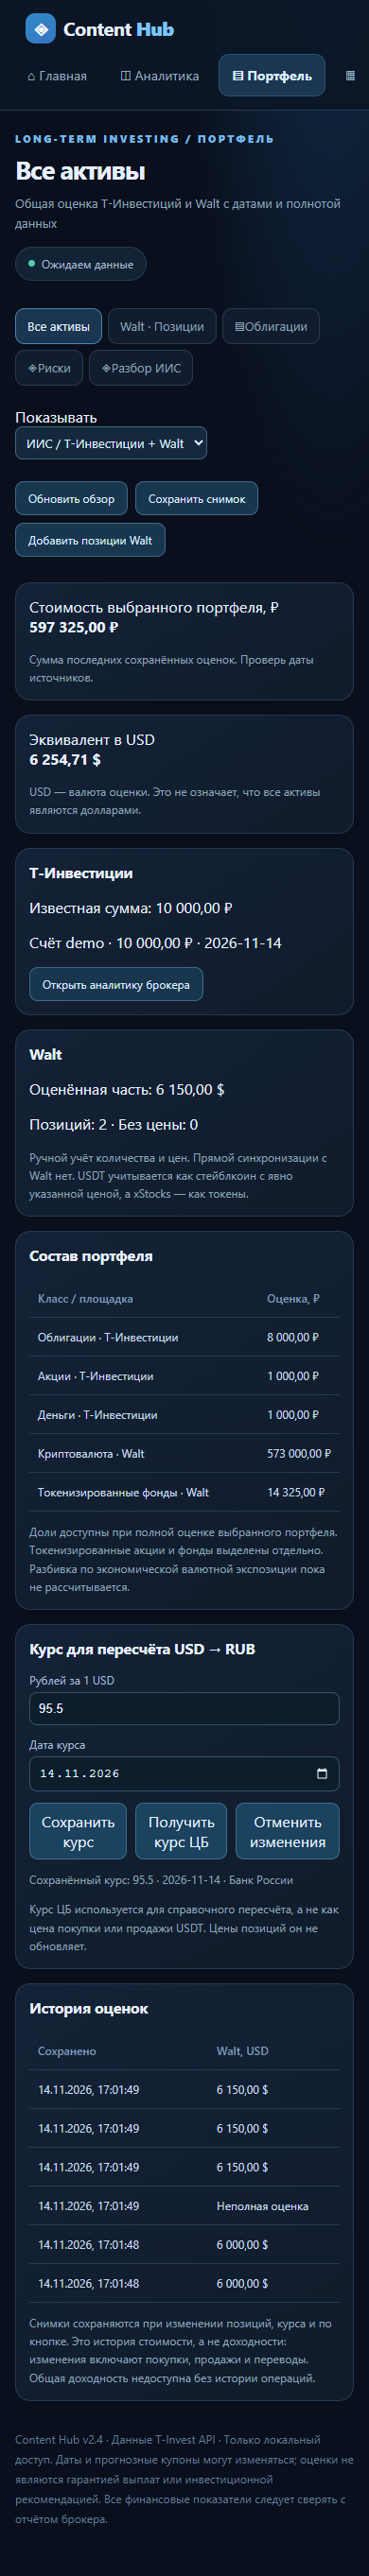 Content Hub
Главная Аналитика Портфель
LONG-TERM INVESTING / ПОРТФЕЛЬ
Все активы
Общая оценка Т-Инвестиций и Walt с датами и полнотой
данных
Ожидаем данные
Все активы Walt · Позиции Облигации
Риски Разбор ИИС
Показывать
ИИС / Т-Инвестиции + Walt
Обновить обзор Сохранить снимок
Добавить позиции Walt
Стоимость выбранного портфеля, ₽
597 325,00 ₽
Сумма последних сохранённых оценок. Проверь даты
источников.
Эквивалент в USD
6 254,71 $
USD — валюта оценки. Это не означает, что все активы
являются долларами.
Т-Инвестиции
Известная сумма: 10 000,00 ₽
Счёт demo · 10 000,00 ₽ · 2026-11-14
Открыть аналитику брокера
Walt
Оценённая часть: 6 150,00 $
Позиций: 2 · Без цены: 0
Ручной учёт количества и цен. Прямой синхронизации с
Walt нет. USDT учитывается как стейблкоин с явно
указанной ценой, а xStocks — как токены.
Состав портфеля
Класс / площадка Оценка, ₽
Облигации · Т-Инвестиции 8 000,00 ₽
Акции · Т-Инвестиции 1 000,00 ₽
Деньги · Т-Инвестиции 1 000,00 ₽
Криптовалюта · Walt 573 000,00 ₽
Токенизированные фонды · Walt 14 325,00 ₽
Доли доступны при полной оценке выбранного портфеля.
Токенизированные акции и фонды выделены отдельно.
Разбивка по экономической валютной экспозиции пока
не рассчитывается.
Курс для пересчёта USD → RUB
Рублей за 1 USD
95.5
Дата курса
14.11.2026
Сохранить Получить Отменить
курс курс ЦБ изменения
Сохранённый курс: 95.5 · 2026-11-14 · Банк России
Курс ЦБ используется для справочного пересчёта, а не как
цена покупки или продажи USDT. Цены позиций он не
обновляет.
История оценок
Сохранено Walt, USD
14.11.2026, 17:01:49 6 150,00 $
14.11.2026, 17:01:49 6 150,00 $
14.11.2026, 17:01:49 6 150,00 $
14.11.2026, 17:01:49 Неполная оценка
14.11.2026, 17:01:48 6 000,00 $
14.11.2026, 17:01:48 6 000,00 $
Снимки сохраняются при изменении позиций, курса и по
кнопке. Это история стоимости, а не доходности:
изменения включают покупки, продажи и переводы.
Общая доходность недоступна без истории операций.
Content Hub v2.4 · Данные T-Invest API · Только локальный
доступ. Даты и прогнозные купоны могут изменяться; оценки не
являются гарантией выплат или инвестиционной
рекомендацией. Все финансовые показатели следует сверять с
отчётом брокера.